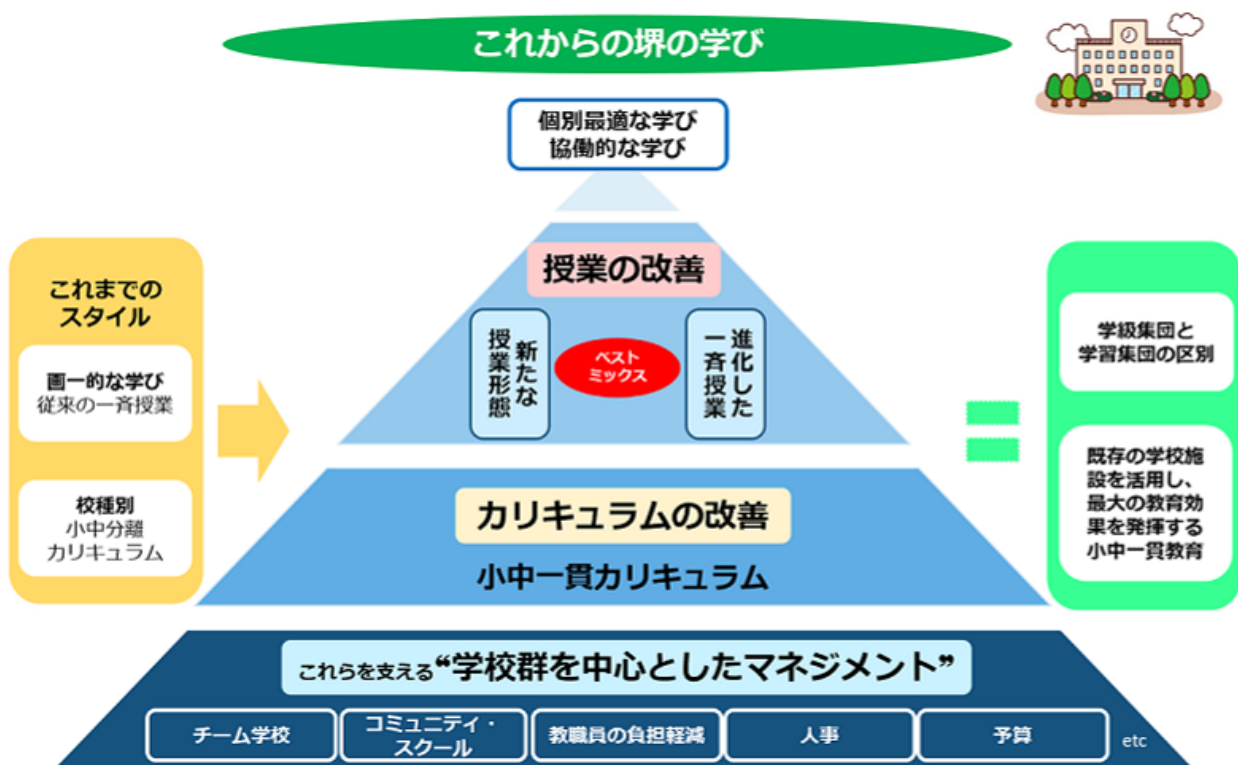 これからの堺の学び
個別最適な学び
協働的な学び
これまでの
スタイル
画一的な学び
従来の一斉授業
校種別
小中分離
カリキュラム
授業の改善
新たな
授業形態
ベスト
ミックス
進化した
一斉授業
カリキュラムの改善
小中一貫カリキュラム
学級集団と
学習集団の区別
既存の学校施
設を活用し、
最大の教育効
果を発揮する
小中一貫教育
これらを支える“学校群を中心としたマネジメント”
チーム学校
コミュニティ・
スクール
教職員の負担軽減
人事
予算
etc